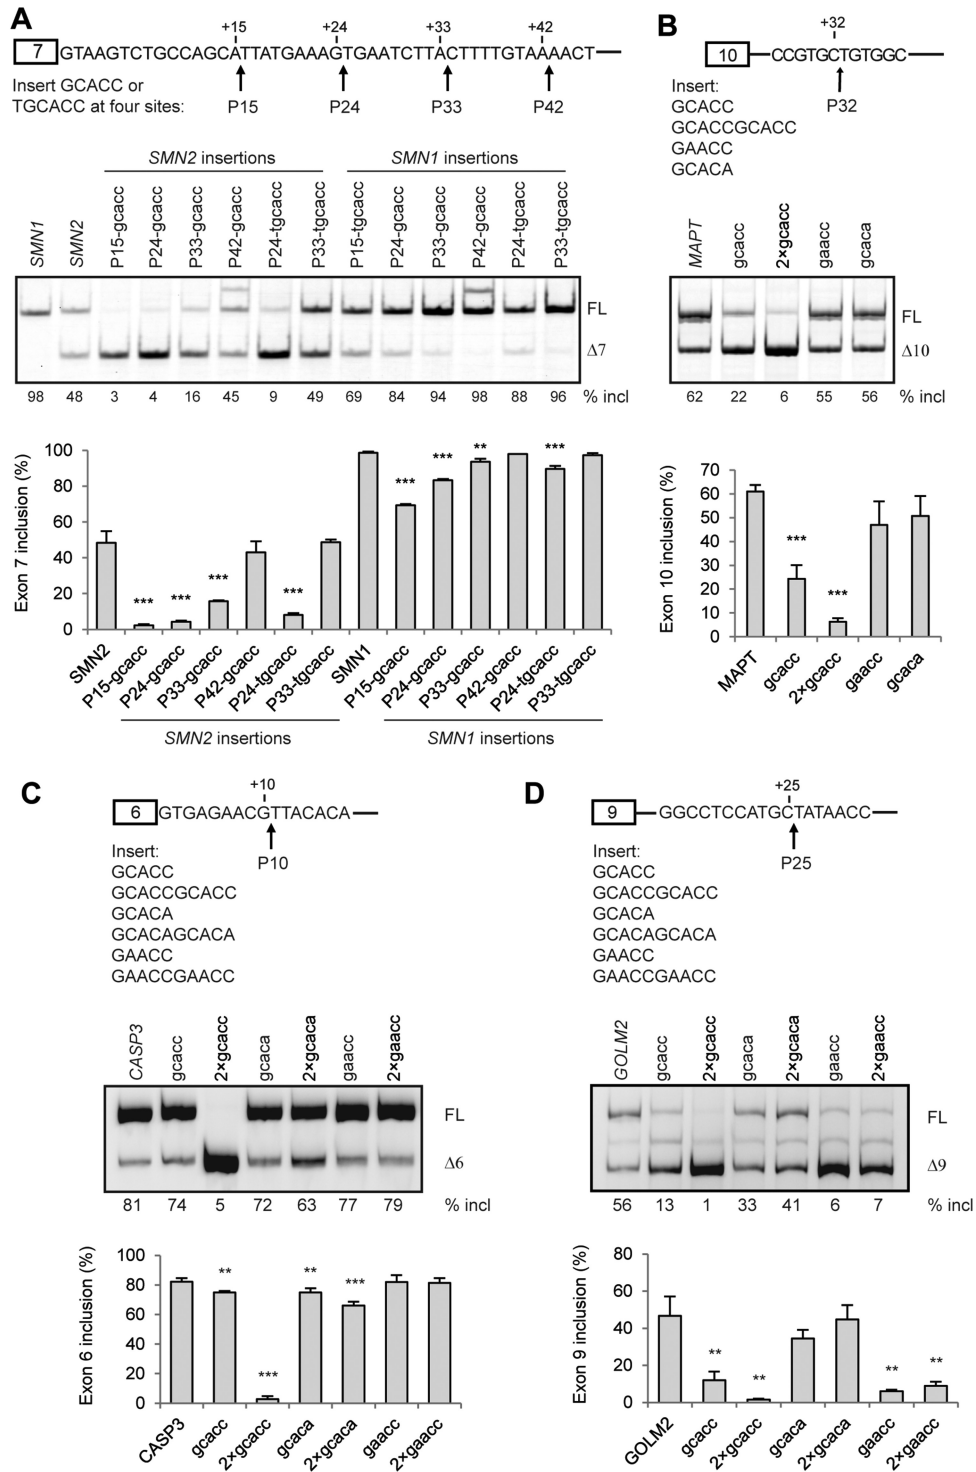 A
+15 +24 +33 +42
7 GTAAGTCTGCCAGCATTATGAAAGTGAATCTTACTTTTGTAAAACT
Insert GCACC or
TGCACC at four sites: P15 P24 P33 P42
SMN2 insertions SMN1 insertions
SMN1 SMN2 P15-gcacc P24-gcacc P33-gcacc P42-gcacc P24-tgcacc P33-tgcacc P15-tgcacc P24-gcacc P33-gcacc P42-gcacc P24-tgcacc P33-tgcacc
FL
Δ7
98 48 3 4 16 45 9 49 69 84 94 98 88 96 % incl
Exon 7 inclusion (%)
100
80
60
40
20
0
*** *** *** *** *** *** ** ***
SMN2 P15-gcacc P24-gcacc P33-gcacc P42-gcacc P24-tgcacc P33-tgcacc SMN1 P15-gcacc P24-gcacc P33-gcacc P42-gcacc P24-tgcacc P33-tgcacc
SMN2 insertions SMN1 insertions
B
+32
10 CCGTGCTGTGGC
Insert: P32
GCACC
GCACCGCACC
GAACC
GCACA
MAPT gcacc 2×gcacc gaacc gcaca
FL
Δ10
62 22 6 55 56 % incl
Exon 10 inclusion (%)
70
60
50
40
30
20
10
0
*** ***
MAPT gcacc 2×gcacc gaacc gcaca
C
+10
6 GTGAGAACGTTACACA
Insert: P10
GCACC
GCACCGCACC
GCACA
GCACAGCACA
GAACC
GAACCGAACC
CASP3 gcacc 2×gcacc gcaca 2×gcaca gaacc 2×gaacc
FL
Δ6
81 74 5 72 63 77 79 % incl
Exon 6 inclusion (%)
100
80
60
40
20
0
** *** ** ***
CASP3 gcacc 2×gcacc gcaca 2×gcaca gaacc 2×gaacc
D
+25
9 GGCCTCCATGCTATAACC
Insert: P25
GCACC
GCACCGCACC
GCACA
GCACAGCACA
GAACC
GAACCGAACC
GOLM2 gcacc 2×gcacc gcaca 2×gcaca gacc 2×gaacc
FL
Δ9
56 13 1 33 41 6 7 % incl
Exon 9 inclusion (%)
80
60
40
20
0
** ** ** **
GOLM2 gcacc 2×gcacc gcaca 2×gcaca gaacc 2×gaacc